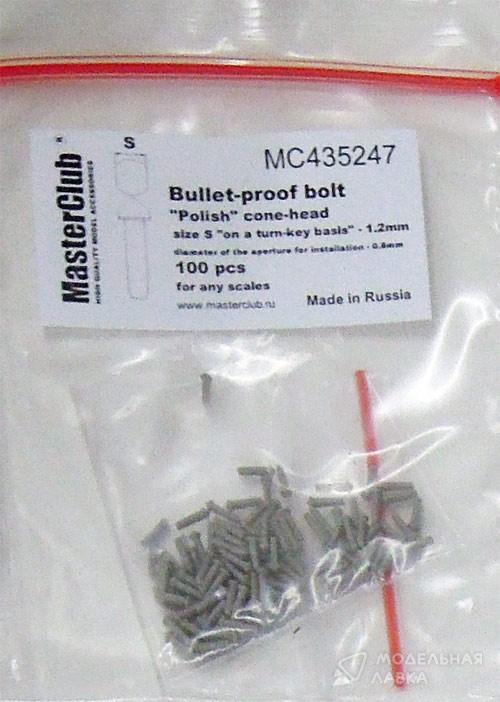 MasterClub®
HIGH QUALITY MODEL ACCESSORIES
S
MC435247
Bullet-proof bolt
"Polish" cone-head
size S "on a turn-key basis" - 1.2mm
diameter of the aperture for installation - 0.8mm
100 pcs
for any scales
www.masterclub.ru
Made in Russia
МОДЕЛЬНАЯ
ЛАВКА